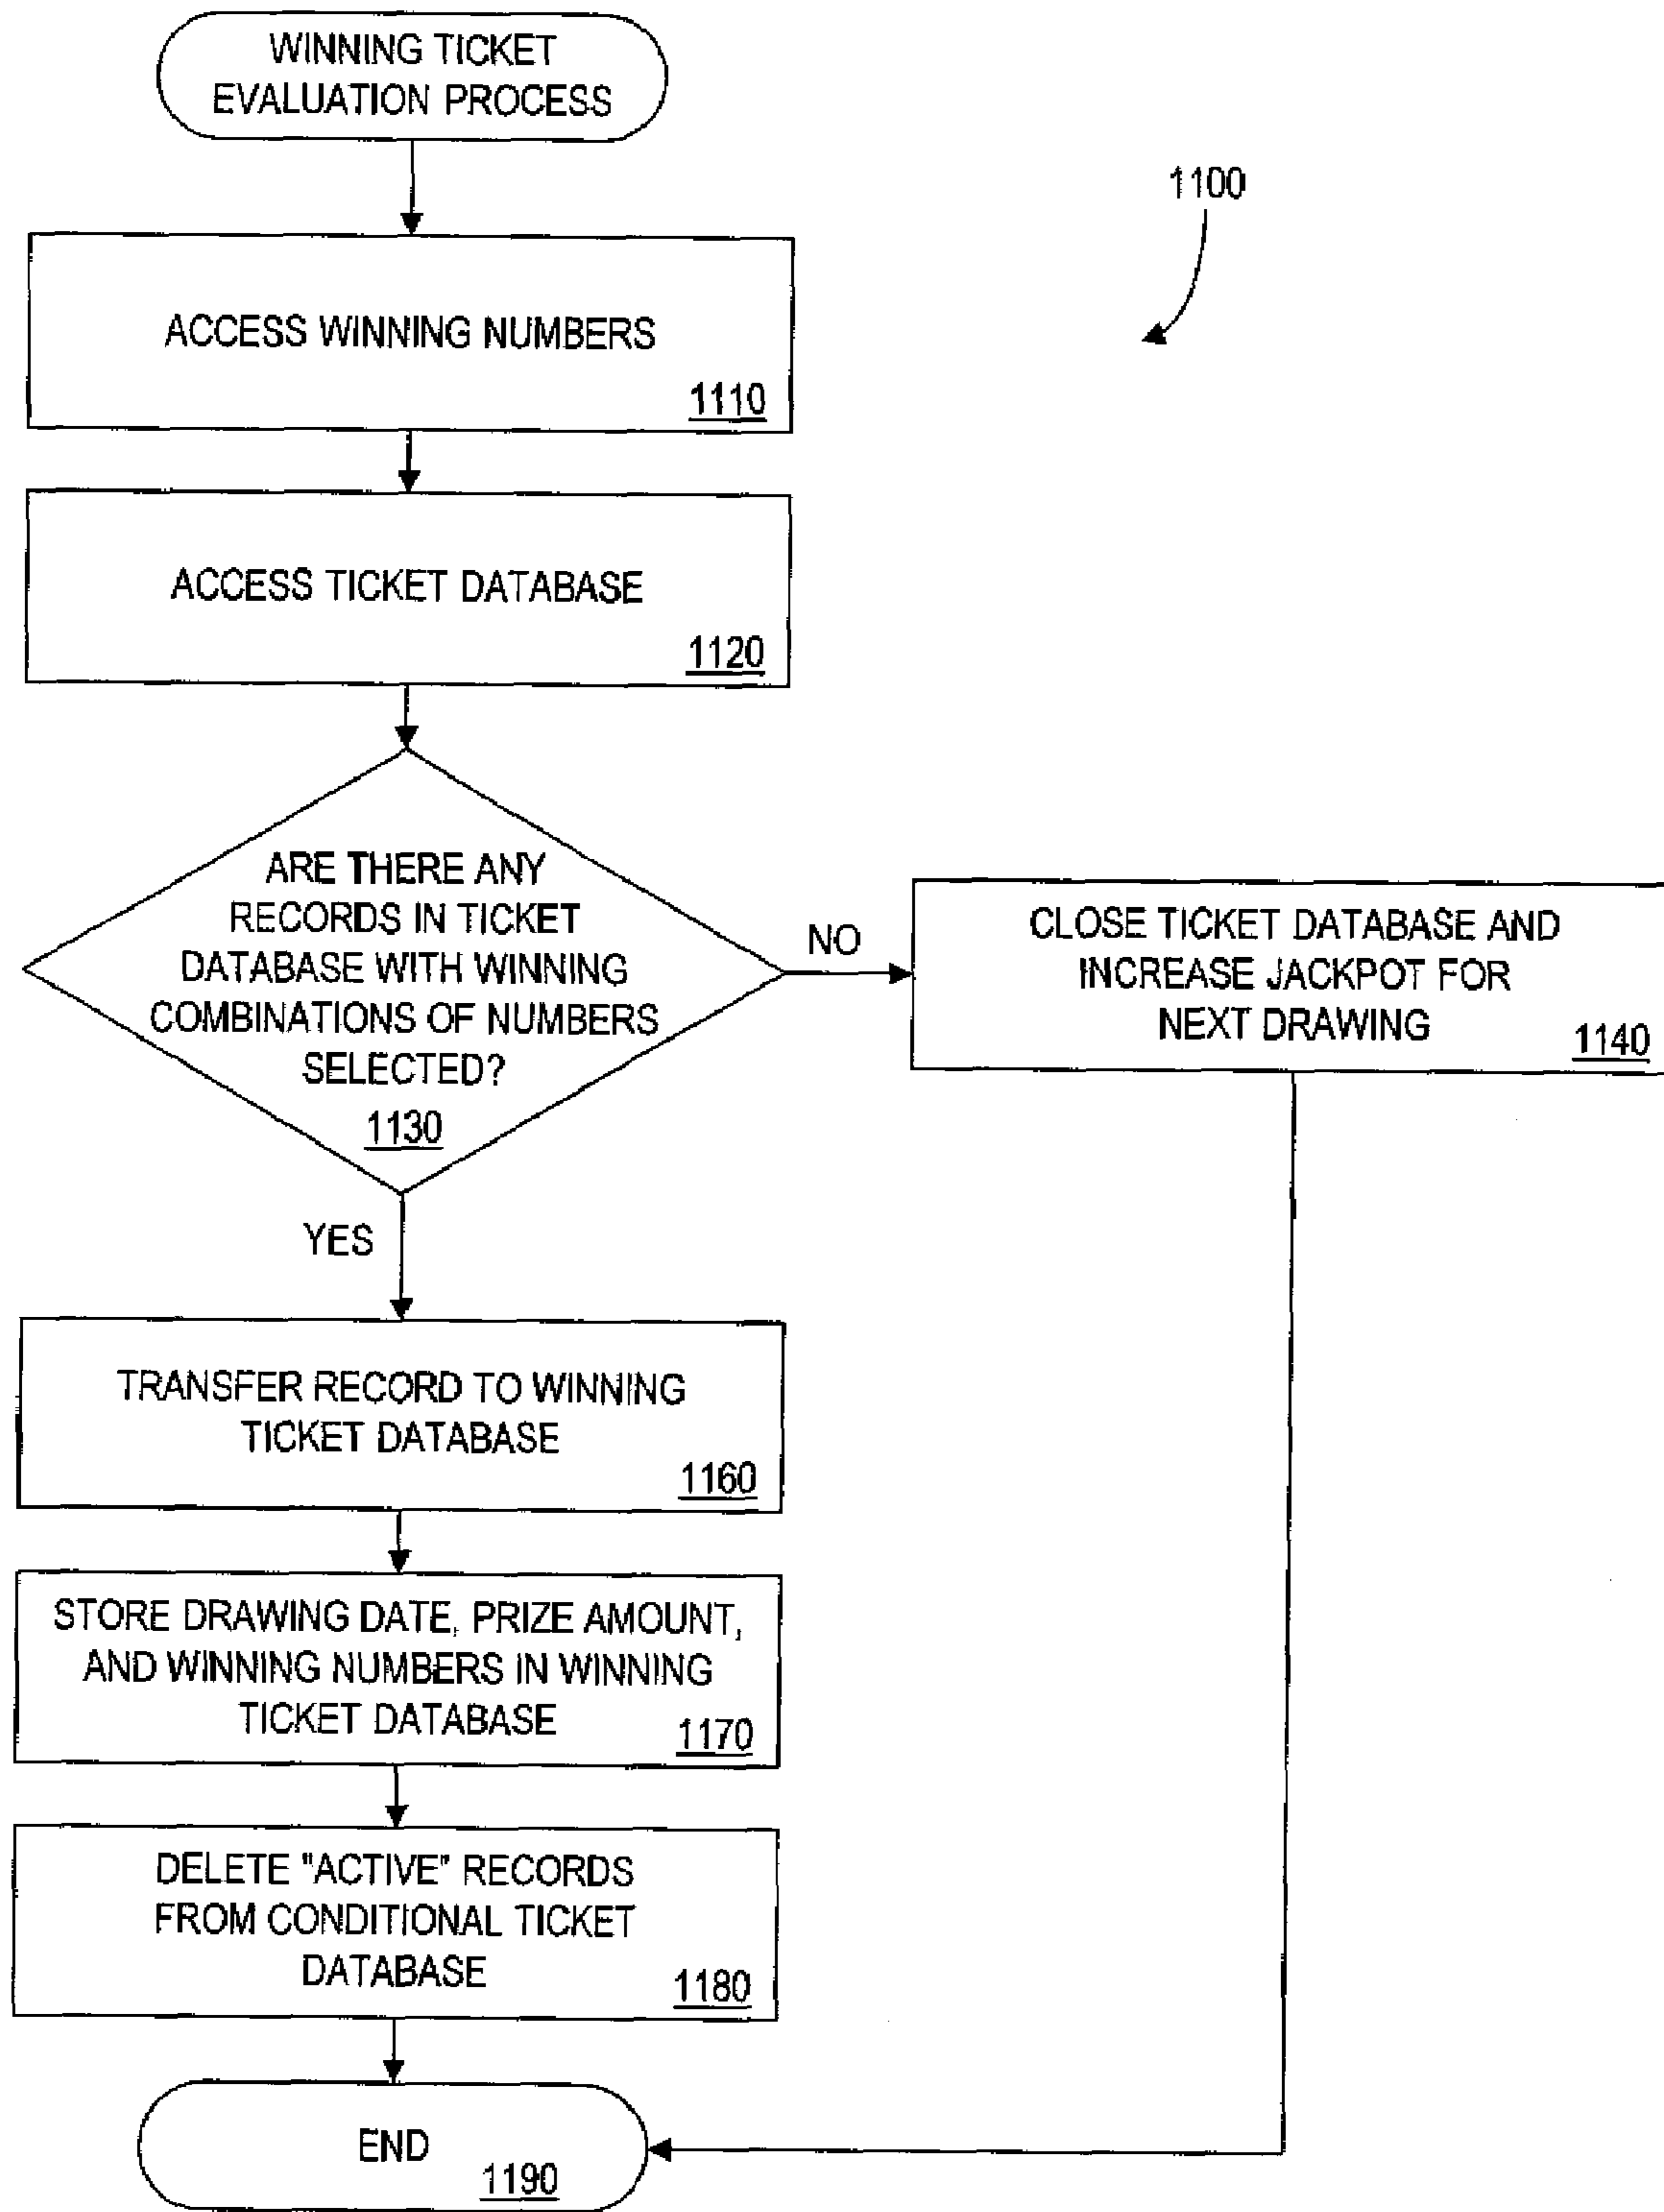 WINNING TICKET
EVALUATION PROCESS
1100
ACCESS WINNING NUMBERS
1110
ACCESS TICKET DATABASE
1120
ARE THERE ANY
RECORDS IN TICKET
DATABASE WITH WINNING
COMBINATIONS OF NUMBERS
SELECTED?
1130
NO
CLOSE TICKET DATABASE AND
INCREASE JACKPOT FOR
NEXT DRAWING
1140
YES
TRANSFER RECORD TO WINNING
TICKET DATABASE
1160
STORE DRAWING DATE, PRIZE AMOUNT,
AND WINNING NUMBERS IN WINNING
TICKET DATABASE
1170
DELETE "ACTIVE" RECORDS
FROM CONDITIONAL TICKET
DATABASE
1180
END
1190